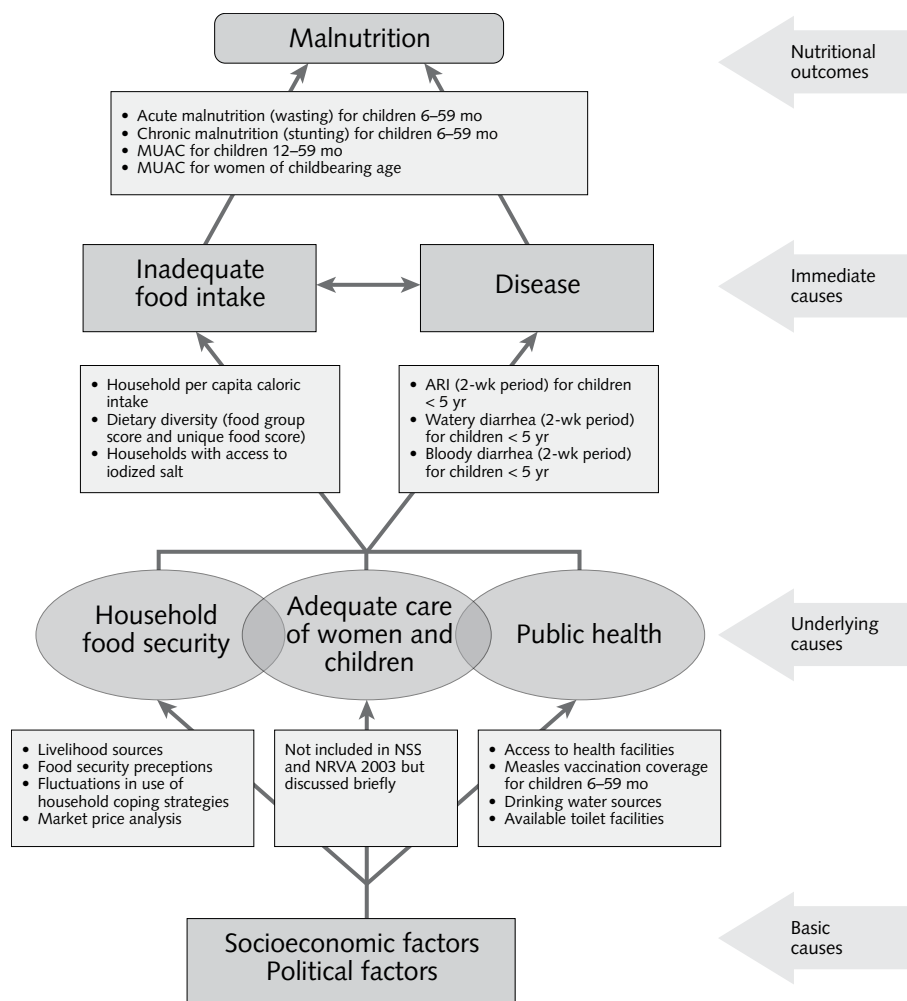 Malnutrition
Nutritional
outcomes
• Acute malnutrition (wasting) for children 6–59 mo
• Chronic malnutrition (stunting) for children 6–59 mo
• MUAC for children 12–59 mo
• MUAC for women of childbearing age
Inadequate
food intake
Disease
Immediate
causes
• Household per capita caloric
intake
• Dietary diversity (food group
score and unique food score)
• Households with access to
iodized salt
• ARI (2-wk period) for children
< 5 yr
• Watery diarrhea (2-wk period)
for children < 5 yr
• Bloody diarrhea (2-wk period)
for children < 5 yr
Household
food security
Adequate care
of women and
children
Public health
Underlying
causes
• Livelihood sources
• Food security preceptions
• Fluctuations in use of
household coping strategies
• Market price analysis
Not included in NSS
and NRVA 2003 but
discussed briefly
• Access to health facilities
• Measles vaccination coverage
for children 6–59 mo
• Drinking water sources
• Available toilet facilities
Socioeconomic factors
Political factors
Basic
causes